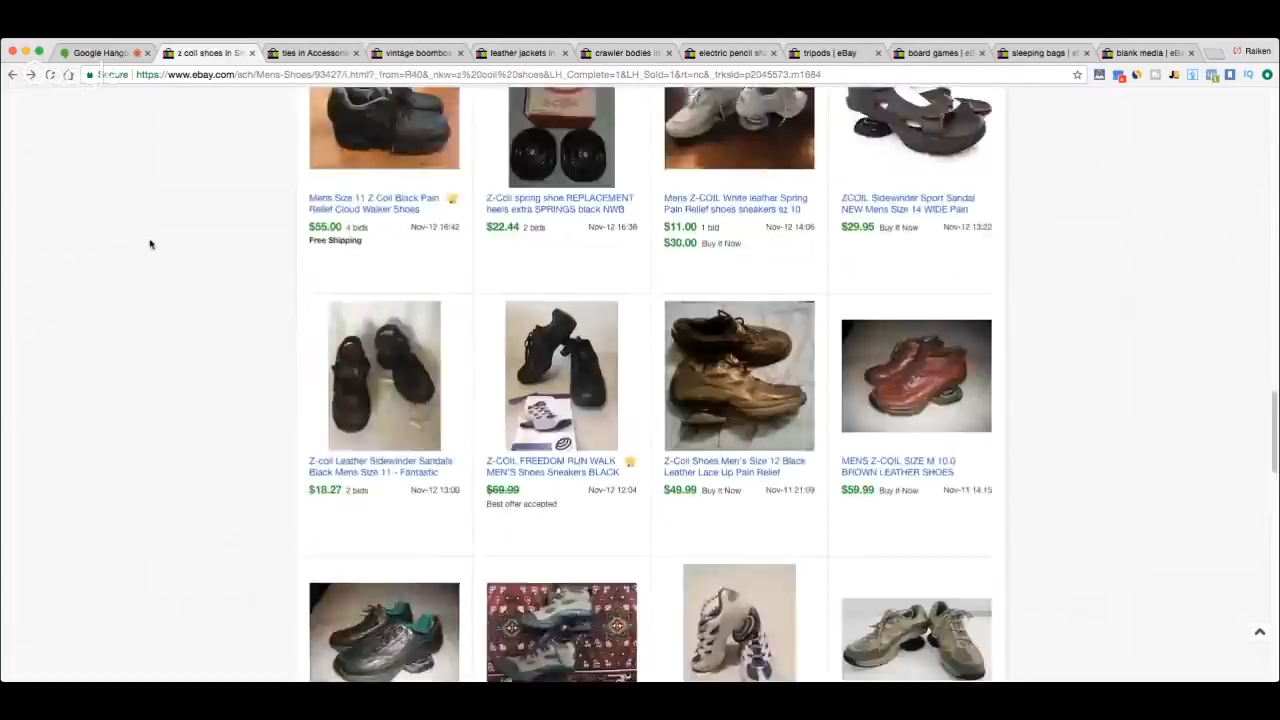 Google Hango
z coil shoes in S
ties in Accessorie
vintage boombox
leather jackets in
crawler bodies in
electric pencil sha
tripods | eBay
board games | eB
sleeping bags | e
blank media | eBay
Raiken
Secure https://www.ebay.com/sch/Mens-Shoes/93427/i.html?_from=R40&_nkw=z%20coil%20shoes&LH_Complete=1&LH_Sold=1&rt=nc&_trksid=p2045573.m1684
Mens Size 11 Z Coil Black Pain
Relief Cloud Walker Shoes
$55.00 4 bids Nov-12 16:42
Free Shipping
Z-Coil spring shoe REPLACEMENT
heels extra SPRINGS black NWB
$22.44 2 bids Nov-12 16:38
Mens Z-COIL White leather Spring
Pain Relief shoes sneakers sz 10
$11.00 1 bid Nov-12 14:06
$30.00 Buy It Now
ZCOIL Sidewinder Sport Sandal
NEW Mens Size 14 WIDE Pain
$29.95 Buy It Now Nov-12 13:22
Z-coil Leather Sidewinder Sandals
Black Mens Size 11 - Fantastic
$18.27 2 bids Nov-12 13:00
Z-COIL FREEDOM RUN WALK
MEN'S Shoes Sneakers BLACK
$69.99 Nov-12 12:04
Best offer accepted
Z-Coil Shoes Men's Size 12 Black
Leather Lace Up Pain Relief
$49.99 Buy It Now Nov-11 21:09
MENS Z-COIL SIZE M 10.0
BROWN LEATHER SHOES
$59.99 Buy It Now Nov-11 14:15